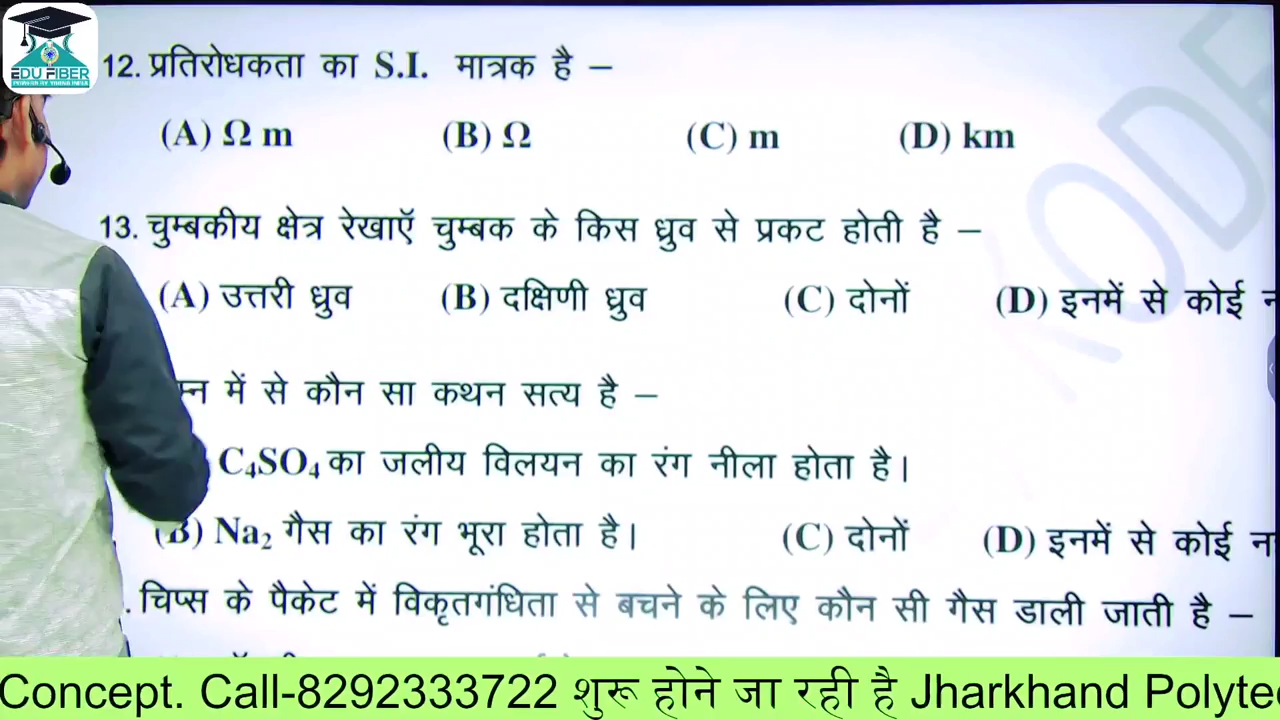 EDU FIBER
12. प्रतिरोधकता का S.I. मात्रक है –
(A) Ω m (B) Ω (C) m (D) km
13. चुम्बकीय क्षेत्र रेखाएँ चुम्बक के किस ध्रुव से प्रकट होती है –
(A) उत्तरी ध्रुव (B) दक्षिणी ध्रुव (C) दोनों (D) इनमें से कोई
में से कौन सा कथन सत्य है –
C₄SO₄ का जलीय विलयन का रंग नीला होता है।
(B) Na₂ गैस का रंग भूरा होता है। (C) दोनों (D) इनमें से कोई
. चिप्स के पैकेट में विकृतगंधिता से बचने के लिए कौन सी गैस डाली जाती है –
Concept. Call-8292333722 शुरू होने जा रही है Jharkhand